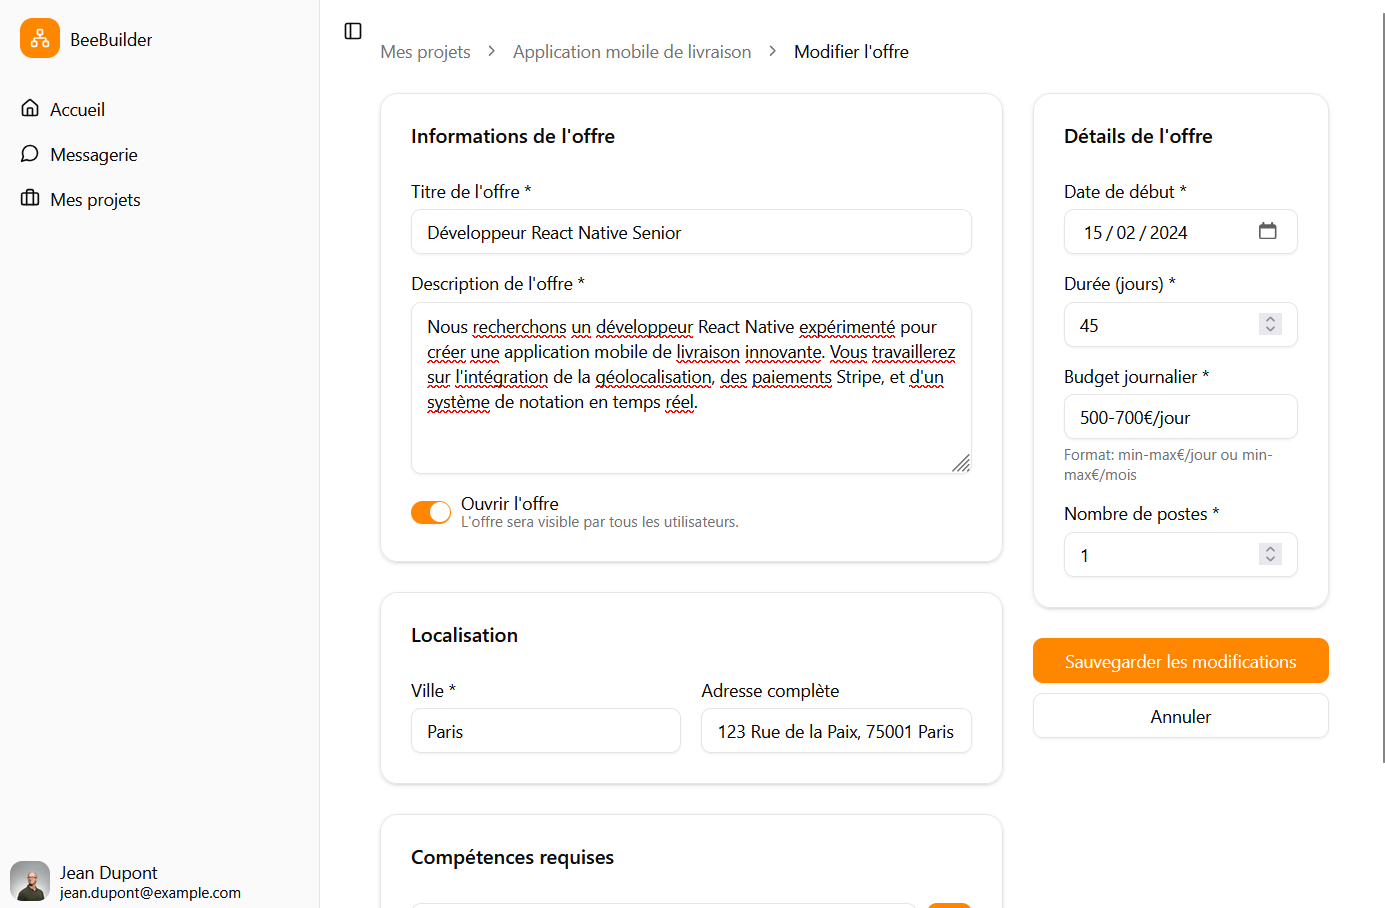 BeeBuilder
Accueil
Messagerie
Mes projets
Jean Dupont
jean.dupont@example.com
Mes projets > Application mobile de livraison > Modifier l'offre
Informations de l'offre
Titre de l'offre *
Développeur React Native Senior
Description de l'offre *
Nous recherchons un développeur React Native expérimenté pour
créer une application mobile de livraison innovante. Vous travaillerez
sur l'intégration de la géolocalisation, des paiements Stripe, et d'un
système de notation en temps réel.
Ouvrir l'offre
L'offre sera visible par tous les utilisateurs.
Localisation
Ville *
Paris
Adresse complète
123 Rue de la Paix, 75001 Paris
Compétences requises
Détails de l'offre
Date de début *
15 / 02 / 2024
Durée (jours) *
45
Budget journalier *
500-700€/jour
Format: min-max€/jour ou min-
max€/mois
Nombre de postes *
1
Sauvegarder les modifications
Annuler